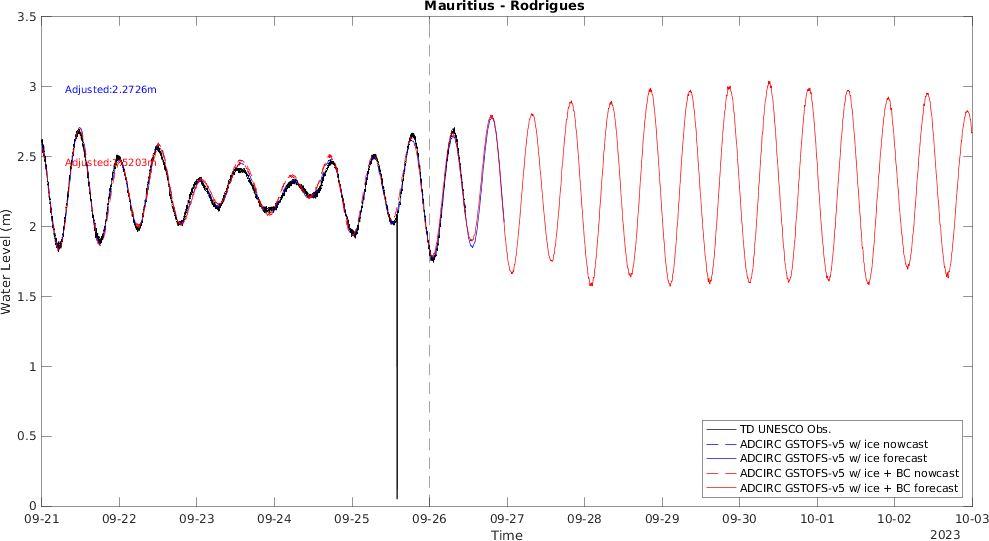 Mauritius - Rodrigues
3.5
3
2.5
2
1.5
1
0.5
0
Water Level (m)
Adjusted:2.2726m
TD UNESCO Obs.
ADCIRC GSTOFS-v5 w/ ice nowcast
ADCIRC GSTOFS-v5 w/ ice forecast
ADCIRC GSTOFS-v5 w/ ice + BC nowcast
ADCIRC GSTOFS-v5 w/ ice + BC forecast
09-21 09-22 09-23 09-24 09-25 09-26 09-27 09-28 09-29 09-30 10-01 10-02 10-03
Time
2023